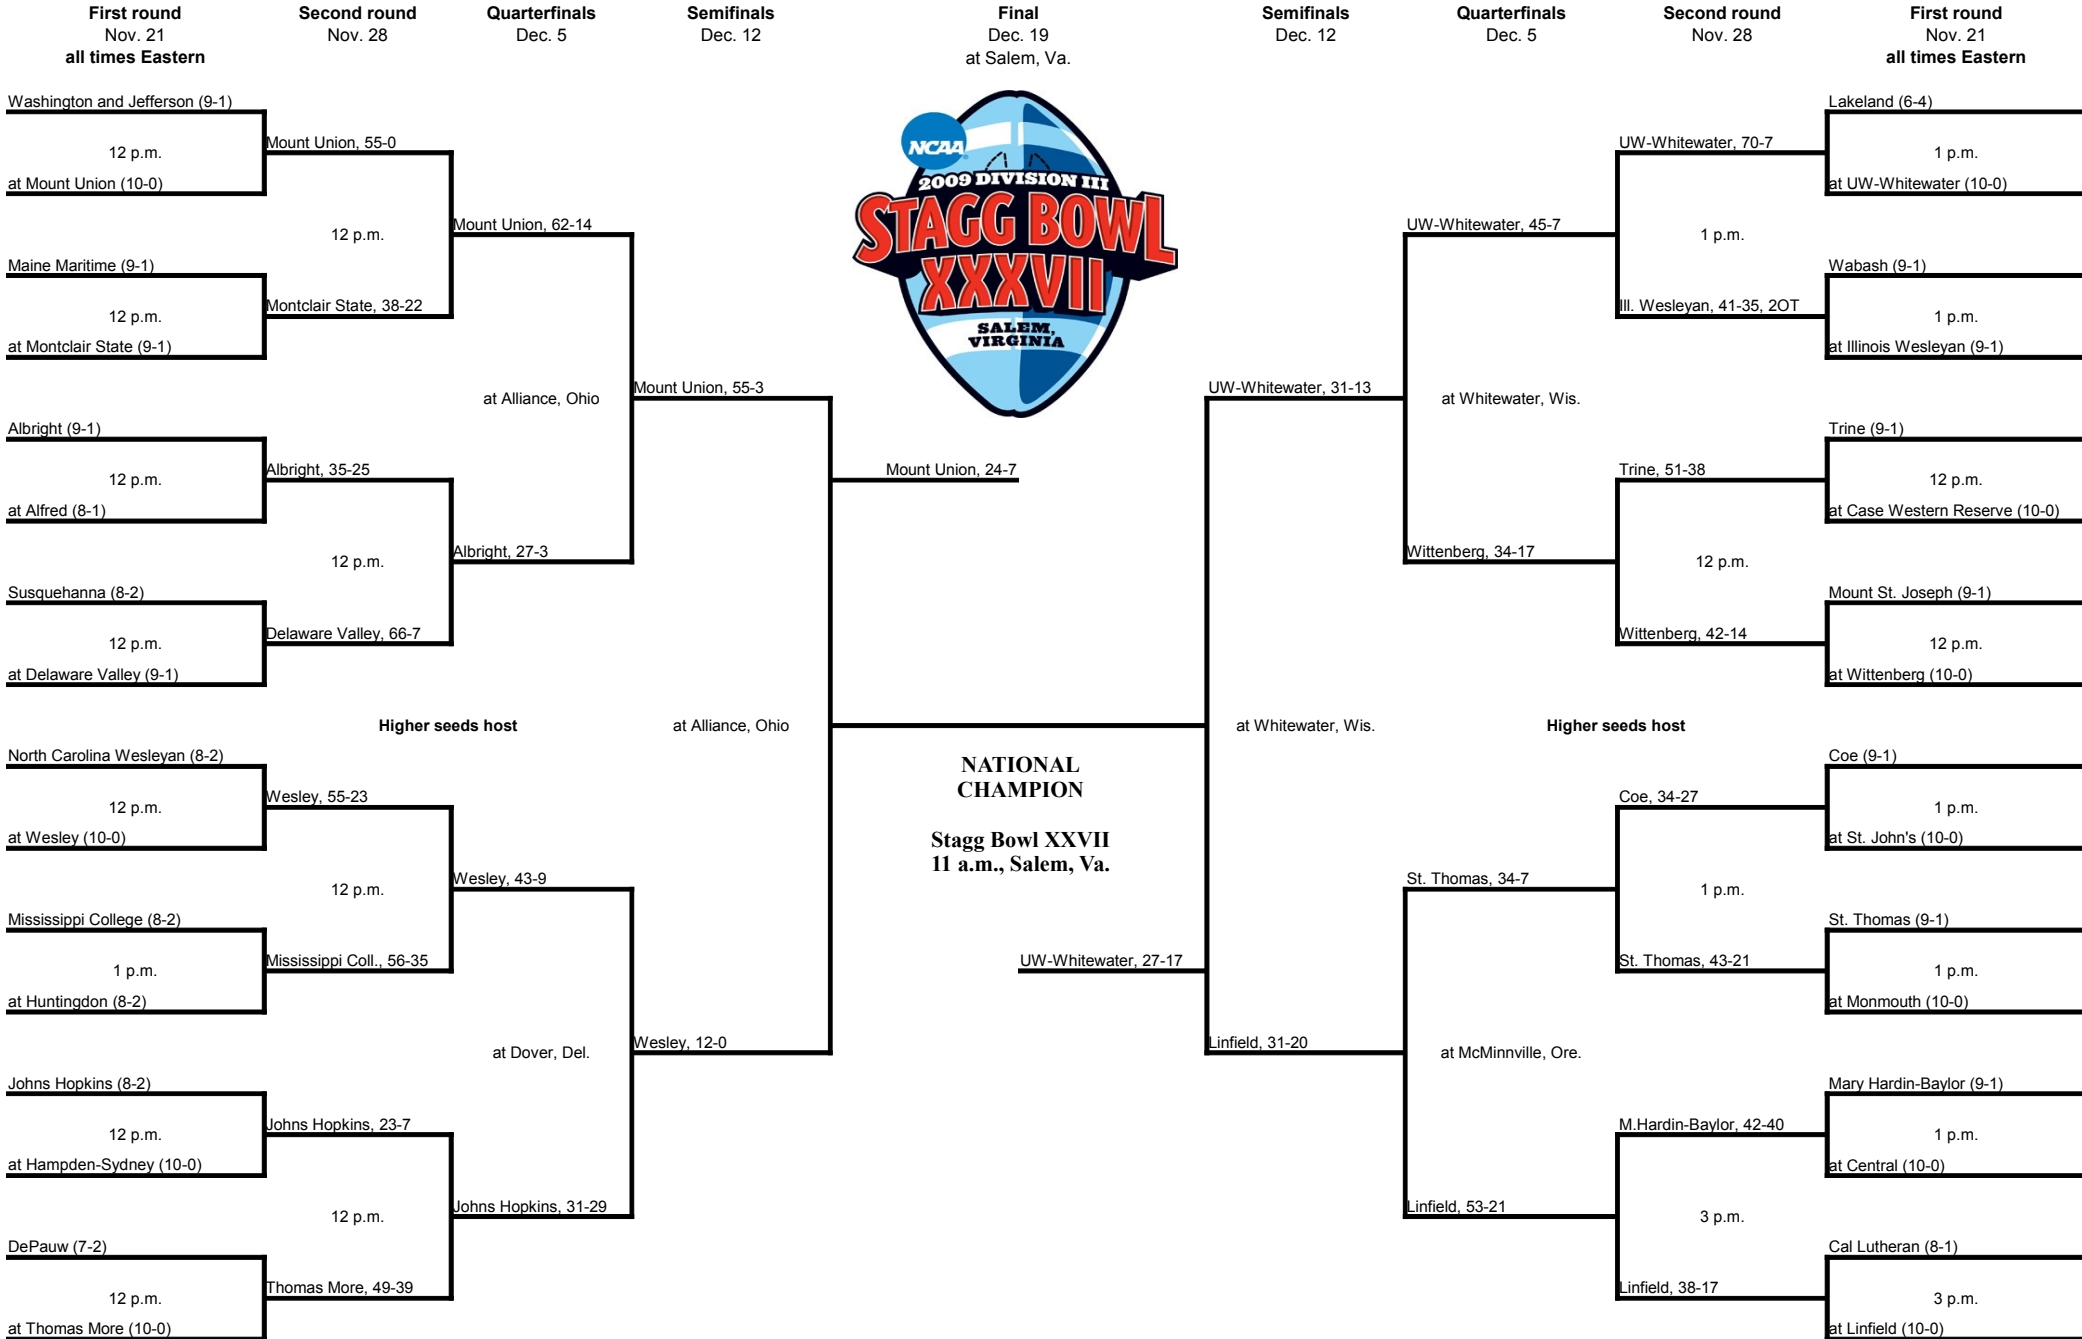 First round
Nov. 21
all times Eastern
Second round
Nov. 28
Quarterfinals
Dec. 5
Semifinals
Dec. 12
Final
Dec. 19
at Salem, Va.
Semifinals
Dec. 12
Quarterfinals
Dec. 5
Second round
Nov. 28
First round
Nov. 21
all times Eastern
Washington and Jefferson (9-1)
12 p.m.
at Mount Union (10-0)
Maine Maritime (9-1)
12 p.m.
at Montclair State (9-1)
Albright (9-1)
12 p.m.
at Alfred (8-1)
Susquehanna (8-2)
12 p.m.
at Delaware Valley (9-1)
North Carolina Wesleyan (8-2)
12 p.m.
at Wesley (10-0)
Mississippi College (8-2)
1 p.m.
at Huntingdon (8-2)
Johns Hopkins (8-2)
12 p.m.
at Hampden-Sydney (10-0)
DePauw (7-2)
12 p.m.
at Thomas More (10-0)
Mount Union, 55-0
12 p.m.
Montclair State, 38-22
Albright, 35-25
12 p.m.
Delaware Valley, 66-7
Higher seeds host
Wesley, 55-23
12 p.m.
Mississippi Coll., 56-35
Johns Hopkins, 23-7
12 p.m.
Thomas More, 49-39
Mount Union, 62-14
at Alliance, Ohio
Albright, 27-3
Wesley, 43-9
at Dover, Del.
Johns Hopkins, 31-29
Mount Union, 55-3
at Alliance, Ohio
Wesley, 12-0
NCAA
2009 DIVISION III
STAGG BOWL
XXXVII
SALEM,
VIRGINIA
Mount Union, 24-7
NATIONAL
CHAMPION
Stagg Bowl XXVII
11 a.m., Salem, Va.
UW-Whitewater, 27-17
UW-Whitewater, 31-13
at Whitewater, Wis.
Linfield, 31-20
UW-Whitewater, 45-7
at Whitewater, Wis.
Wittenberg, 34-17
St. Thomas, 34-7
at McMinnville, Ore.
Linfield, 53-21
UW-Whitewater, 70-7
1 p.m.
Ill. Wesleyan, 41-35, 2OT
Trine, 51-38
12 p.m.
Wittenberg, 42-14
Higher seeds host
Coe, 34-27
1 p.m.
St. Thomas, 43-21
M.Hardin-Baylor, 42-40
3 p.m.
Linfield, 38-17
Lakeland (6-4)
1 p.m.
at UW-Whitewater (10-0)
Wabash (9-1)
1 p.m.
at Illinois Wesleyan (9-1)
Trine (9-1)
12 p.m.
at Case Western Reserve (10-0)
Mount St. Joseph (9-1)
12 p.m.
at Wittenberg (10-0)
Coe (9-1)
1 p.m.
at St. John's (10-0)
St. Thomas (9-1)
1 p.m.
at Monmouth (10-0)
Mary Hardin-Baylor (9-1)
1 p.m.
at Central (10-0)
Cal Lutheran (8-1)
3 p.m.
at Linfield (10-0)